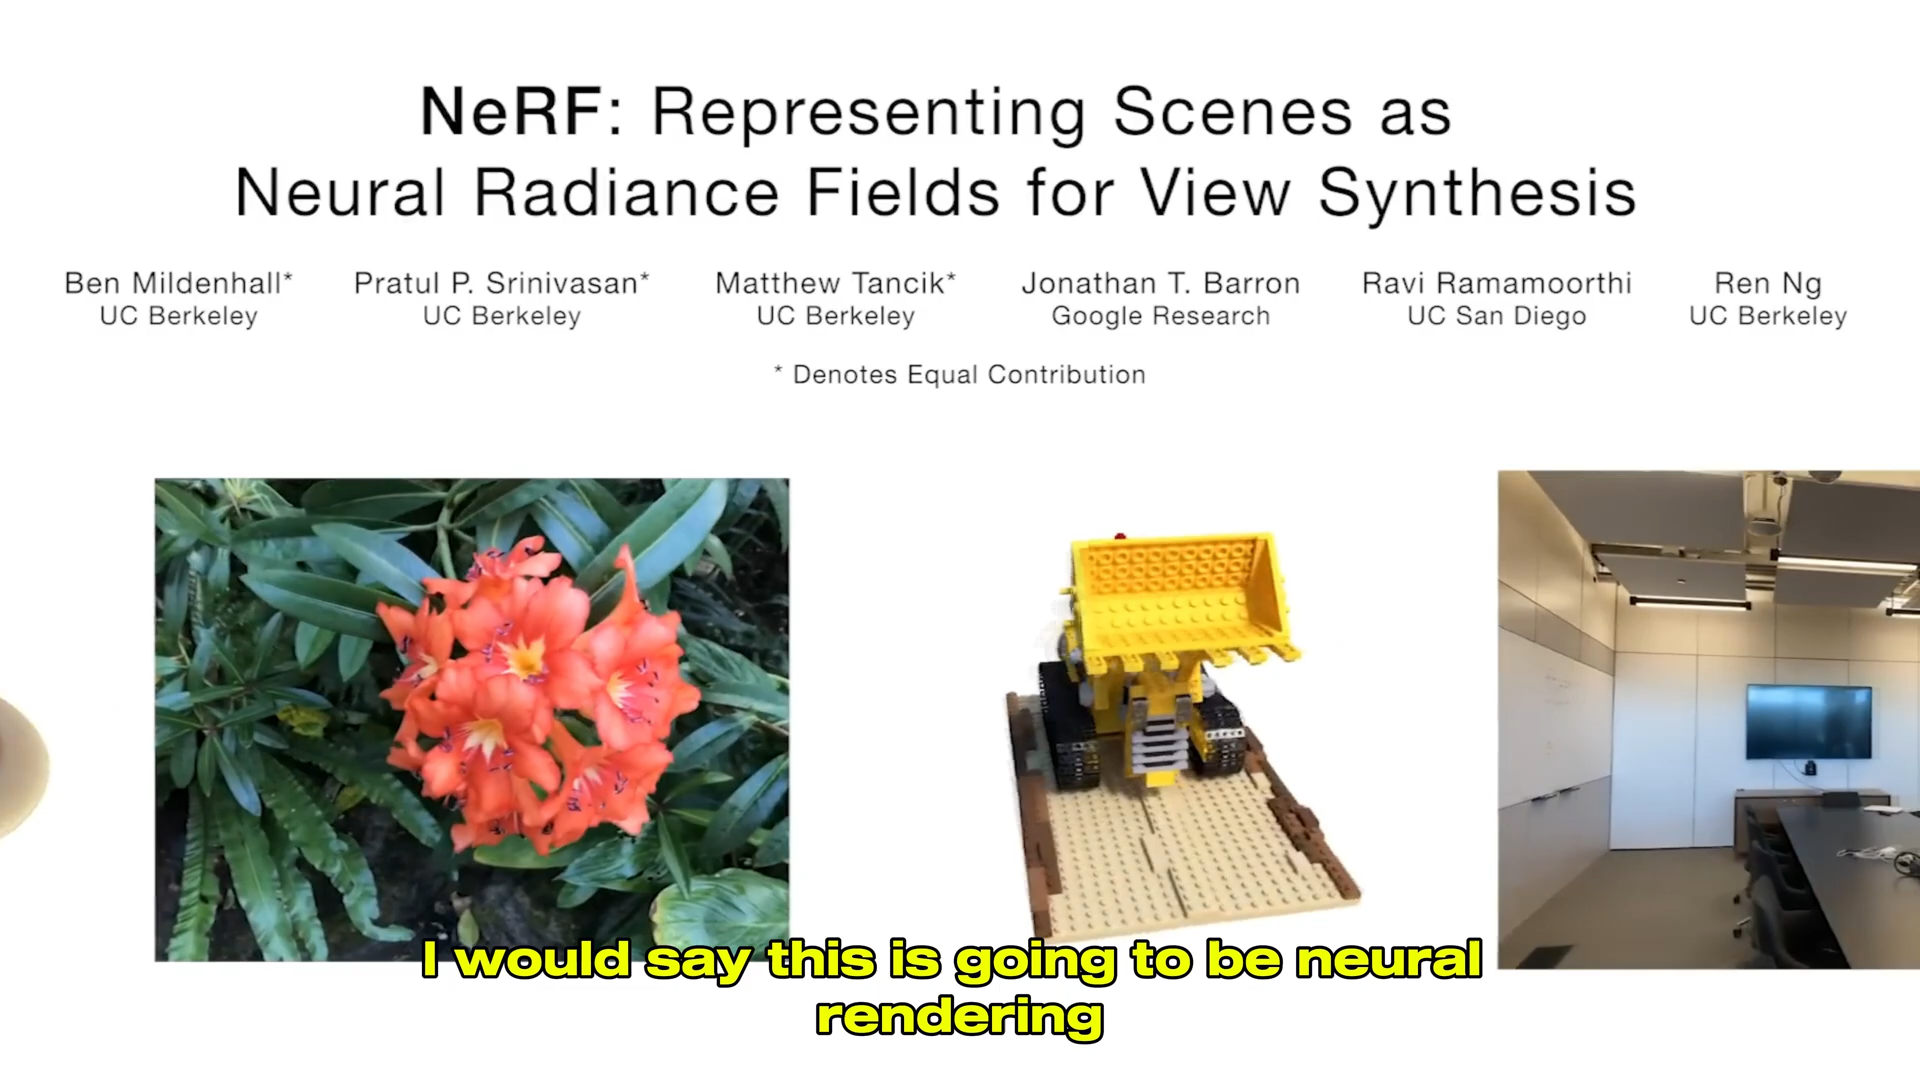 NeRF: Representing Scenes as
Neural Radiance Fields for View Synthesis
Ben Mildenhall* Pratul P. Srinivasan* Matthew Tancik* Jonathan T. Barron Ravi Ramamoorthi Ren Ng
UC Berkeley UC Berkeley UC Berkeley Google Research UC San Diego UC Berkeley
* Denotes Equal Contribution
I would say this is going to be neural
rendering